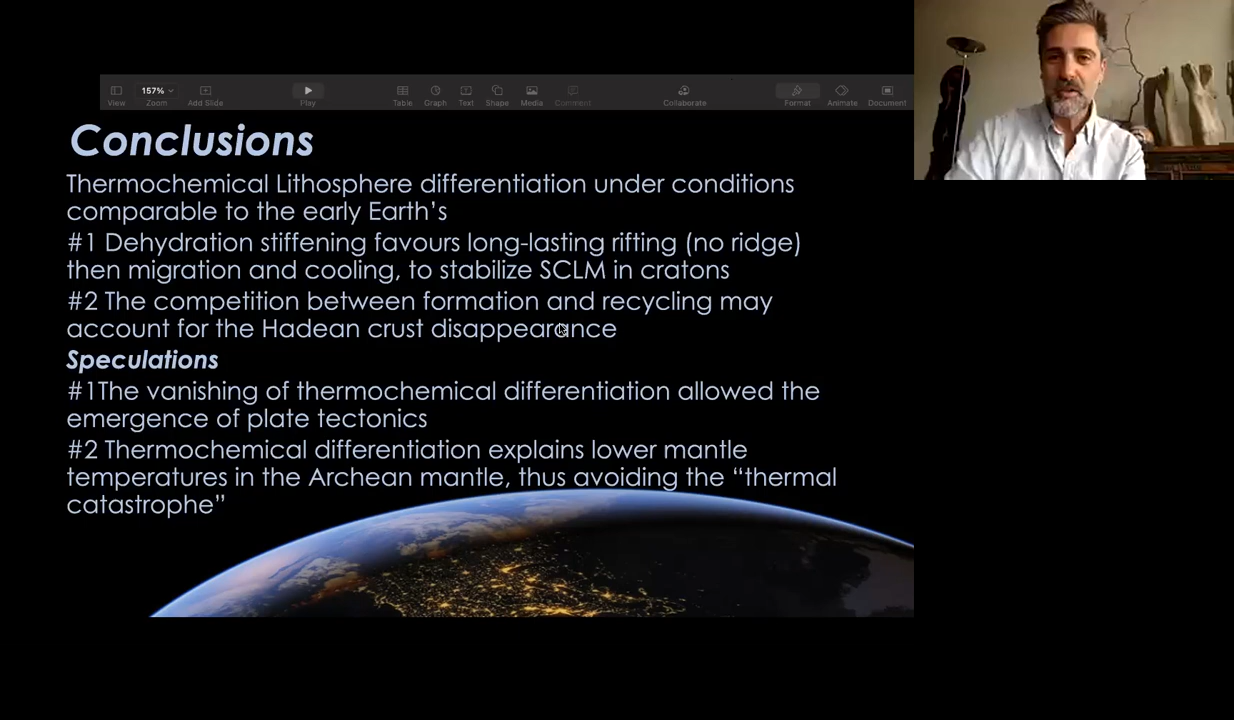 157%
View
Zoom
Add Slide
Play
Table
Graph
Text
Shape
Media
Comment
Collaborate
Format
Animate
Document
Conclusions
Thermochemical Lithosphere differentiation under conditions
comparable to the early Earth’s
#1 Dehydration stiffening favours long-lasting rifting (no ridge)
then migration and cooling, to stabilize SCLM in cratons
#2 The competition between formation and recycling may
account for the Hadean crust disappearance
Speculations
#1The vanishing of thermochemical differentiation allowed the
emergence of plate tectonics
#2 Thermochemical differentiation explains lower mantle
temperatures in the Archean mantle, thus avoiding the “thermal
catastrophe”